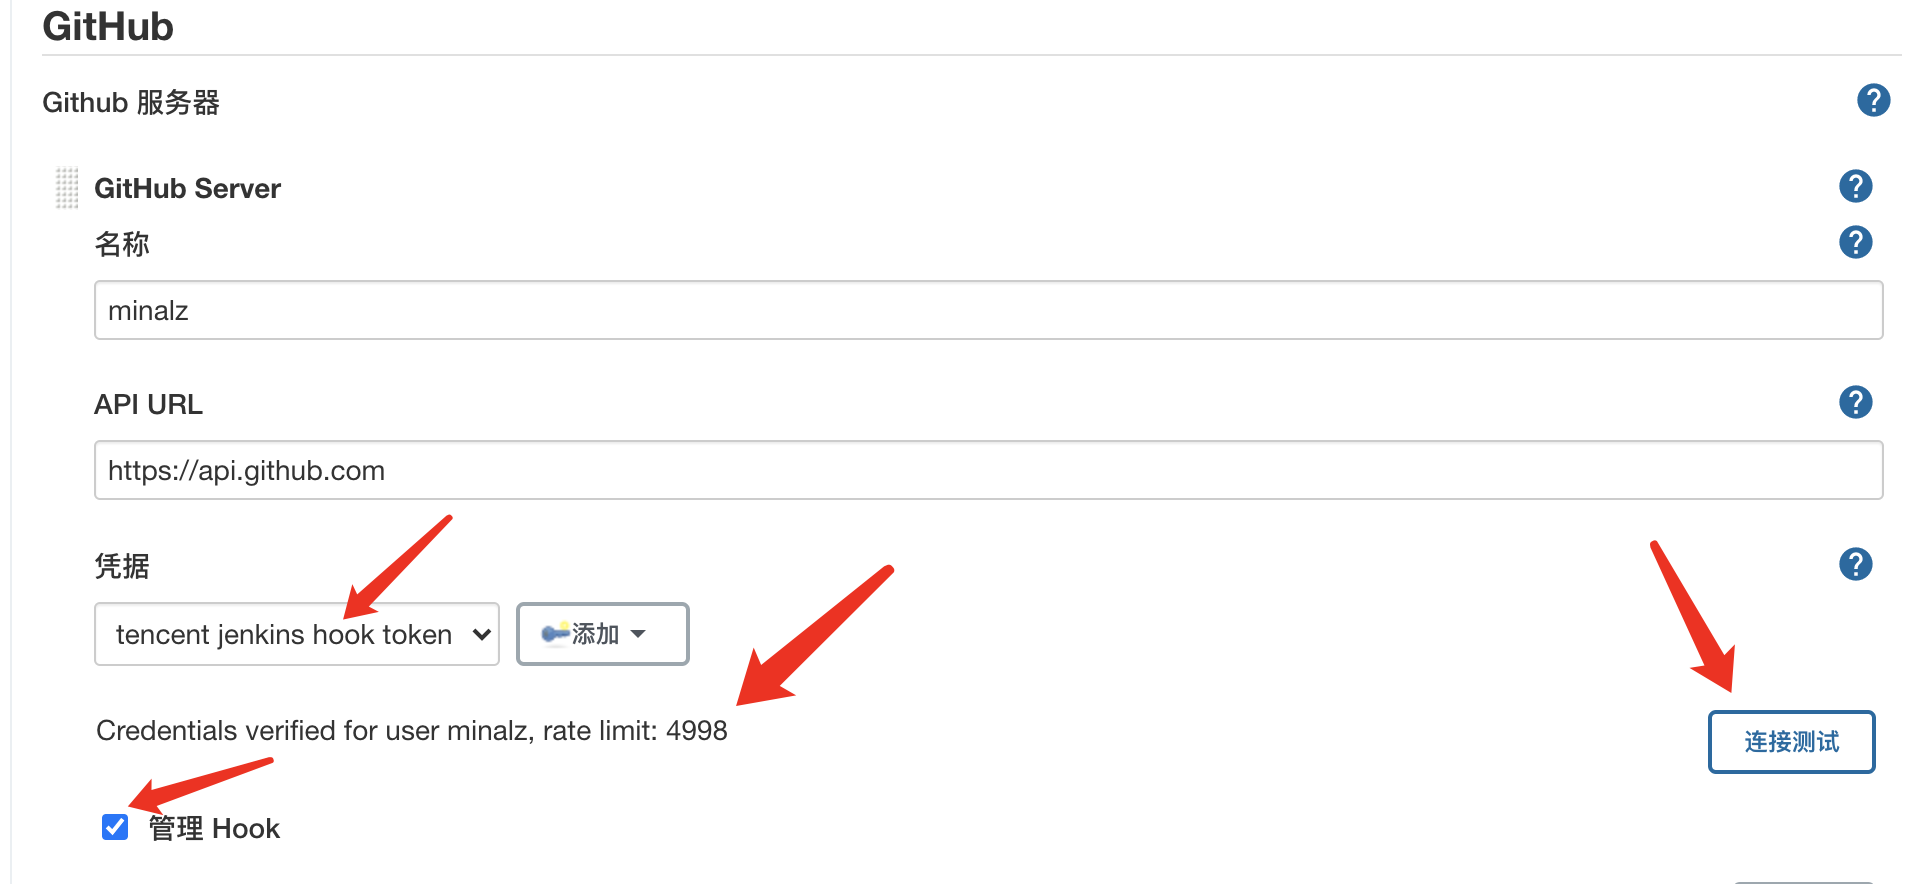 GitHub
Github 服务器
GitHub Server
名称
minalz
API URL
https://api.github.com
凭据
tencent jenkins hook token
添加
Credentials verified for user minalz, rate limit: 4998
连接测试
管理 Hook